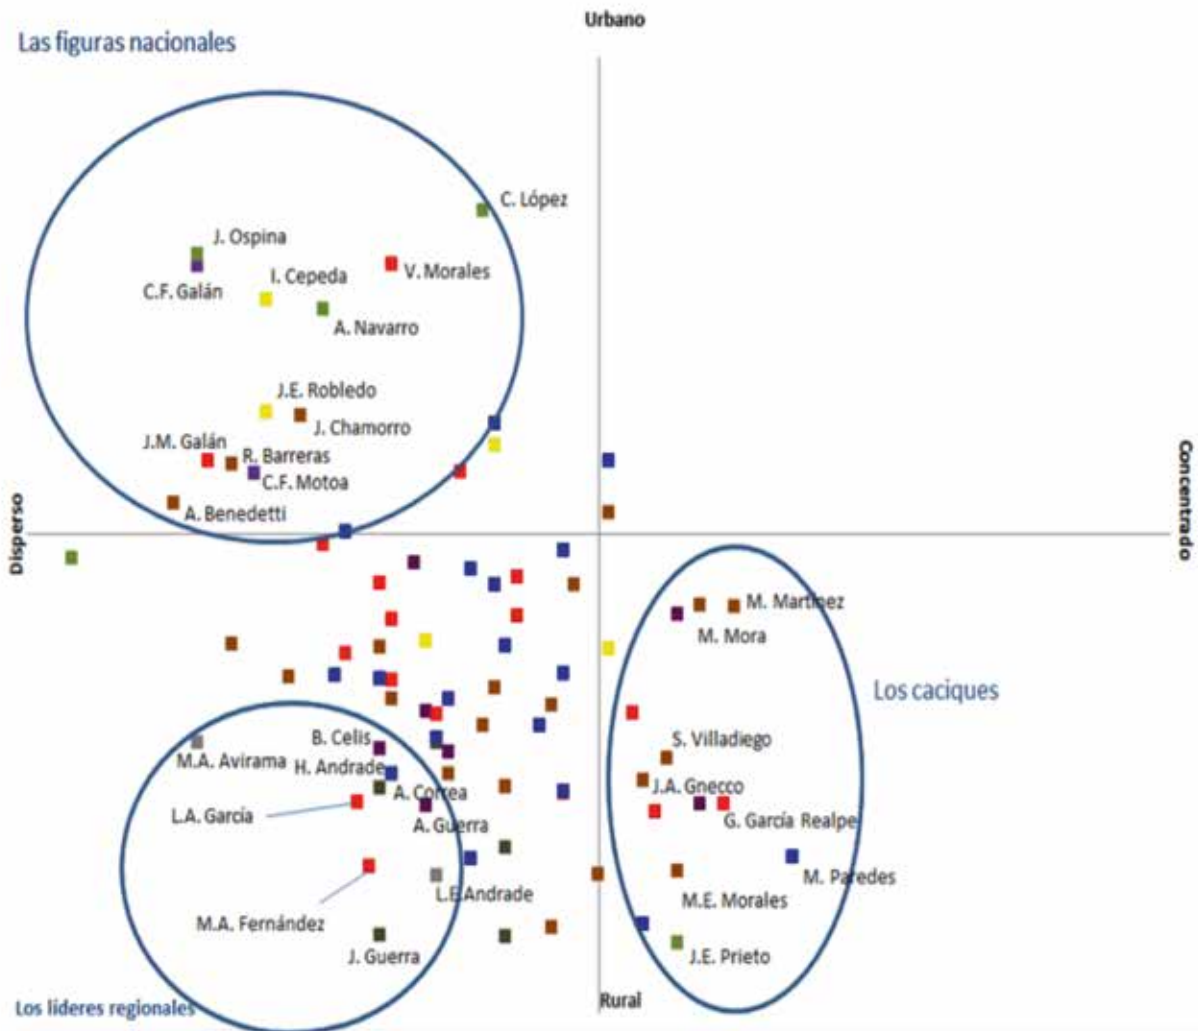 Urbano
Las figuras nacionales
C. López
J. Ospina
V. Morales
I. Cepeda
C.F. Galán
A. Navarro
J.E. Robledo
J. Chamorro
J.M. Galán
R. Barreras
C.F. Motoa
A. Benedetti
Disperso
Concentrado
M. Martínez
M. Mora
Los caciques
S. Villadiego
B. Celis
M.A. Avirama
H. Andrade
J.A. Gnecco
A. Correa
L.A. García
A. Guerra
G. García Realpe
M. Paredes
L.E.Andrade
M.E. Morales
M.A. Fernández
J. Guerra
J.E. Prieto
Los líderes regionales
Rural